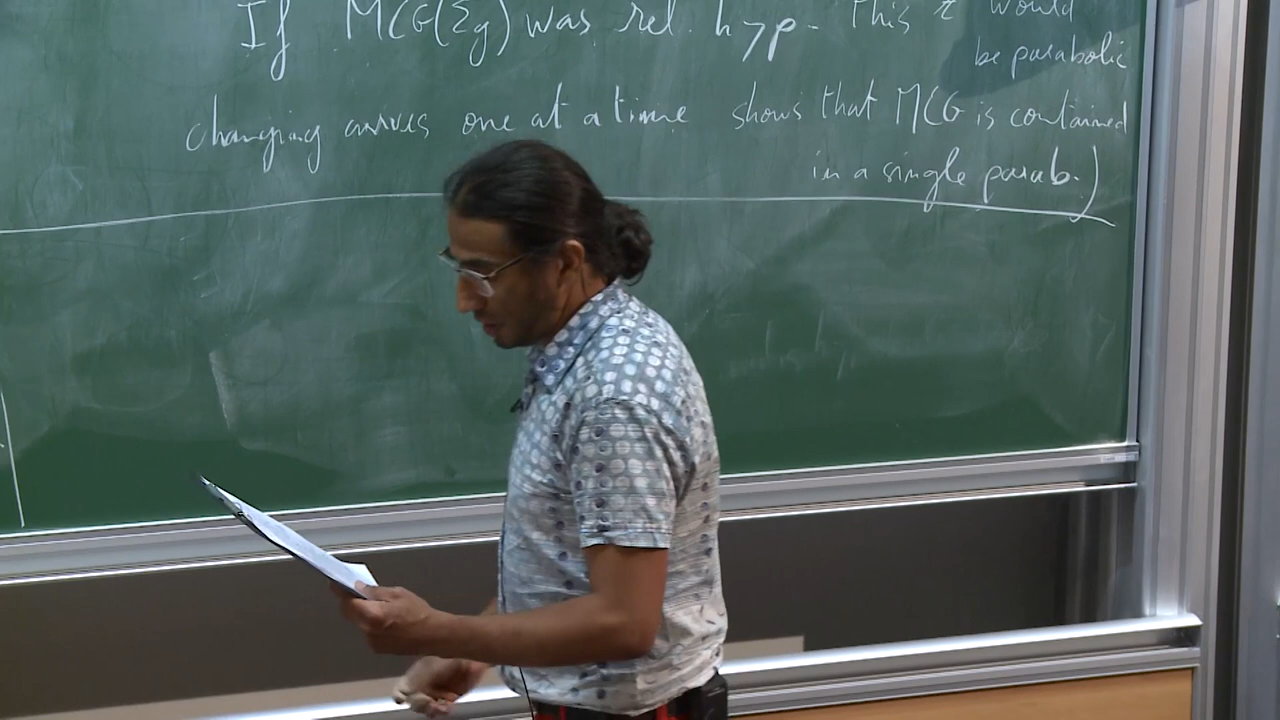 If MCG(Σg) was rel. hyp. this τ would
be parabolic
changing curves one at a time shows that MCG is contained
in a single parab.)